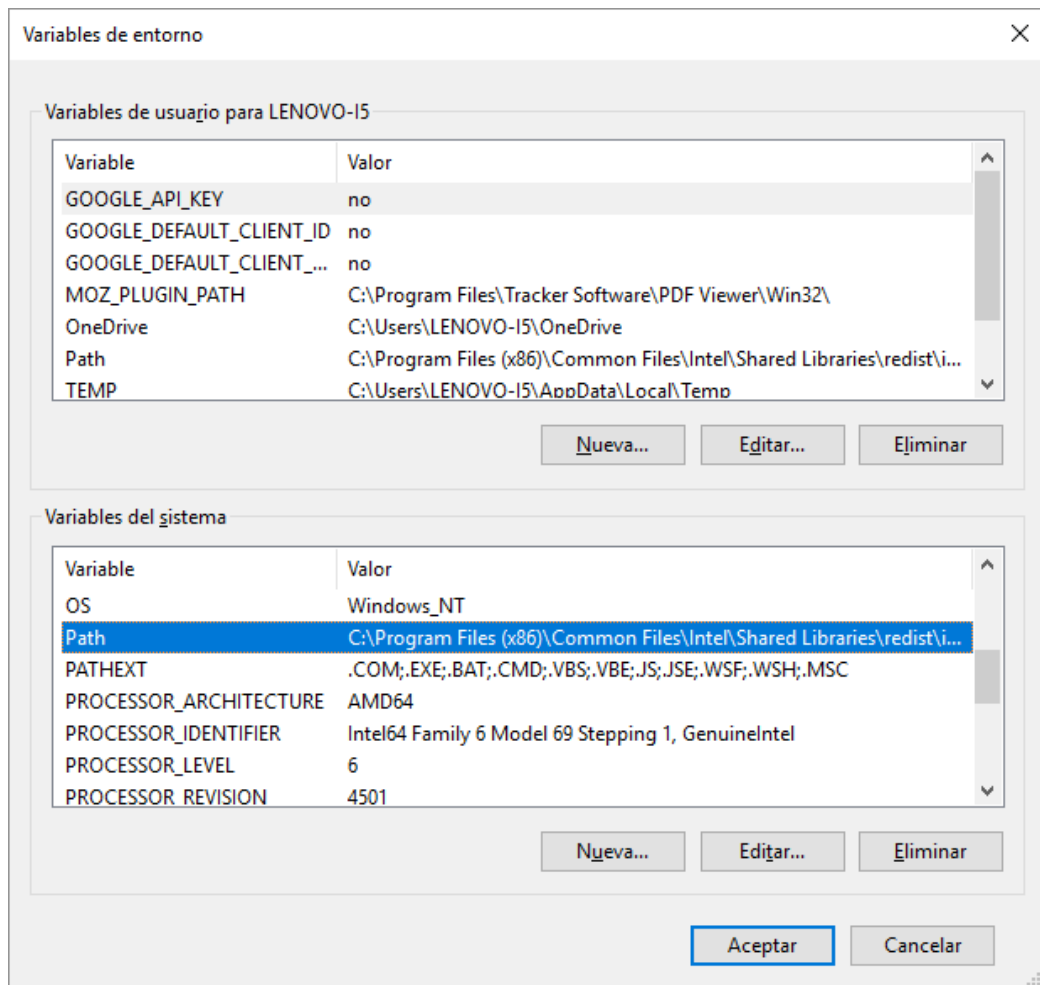 Variables de entorno
Variables de usuario para LENOVO-I5
Variable Valor
GOOGLE_API_KEY no
GOOGLE_DEFAULT_CLIENT_ID no
GOOGLE_DEFAULT_CLIENT_... no
MOZ_PLUGIN_PATH C:\Program Files\Tracker Software\PDF Viewer\Win32\
OneDrive C:\Users\LENOVO-I5\OneDrive
Path C:\Program Files (x86)\Common Files\Intel\Shared Libraries\redist\i...
TEMP C:\Users\LENOVO-I5\AppData\Local\Temp
Nueva... Editar... Eliminar
Variables del sistema
Variable Valor
OS Windows_NT
Path C:\Program Files (x86)\Common Files\Intel\Shared Libraries\redist\i...
PATHEXT .COM;.EXE;.BAT;.CMD;.VBS;.VBE;.JS;.JSE;.WSF;.WSH;.MSC
PROCESSOR_ARCHITECTURE AMD64
PROCESSOR_IDENTIFIER Intel64 Family 6 Model 69 Stepping 1, GenuineIntel
PROCESSOR_LEVEL 6
PROCESSOR_REVISION 4501
Nueva... Editar... Eliminar
Aceptar Cancelar